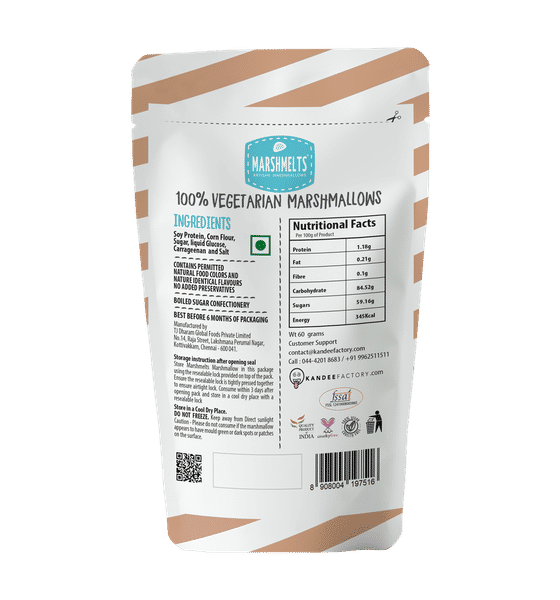 MARSHMELTS
ARTISAN MARSHMALLOWS
100% VEGETARIAN MARSHMALLOWS
INGREDIENTS
Soy Protein, Corn Flour,
Sugar, liquid Glucose,
Carrageenan and Salt
CONTAINS PERMITTED
NATURAL FOOD COLORS AND
NATURE IDENTICAL FLAVOURS
NO ADDED PRESERVATIVES
BOILED SUGAR CONFECTIONERY
BEST BEFORE 6 MONTHS OF PACKAGING
Manufactured by
TJ Dharam Global Foods Private Limited
No.14, Raja Street, Lakshmana Perumal Nagar,
Kottivakkam, Chennai - 600 041.
Storage instruction after opening seal
Store Marshmelts Marshmallow in this package
using the resealable lock provided on top of the pack.
Ensure the resealable lock is tightly pressed together
to ensure airtight lock. Consume within 3 days after
opening pack and store in a cool dry place with a
resealable lock
Store in a Cool Dry Place.
DO NOT FREEZE. Keep away from Direct sunlight
Caution - Please do not consume if the marshmallow
appears to have mould green or dark spots or patches
on the surface.
Nutritional Facts
Per 100g of Product
Protein 1.18g
Fat 0.21g
Fibre 0.1g
Carbohydrate 84.52g
Sugars 59.16g
Energy 345Kcal
Wt 60 grams
Customer Support
contact@kandeefactory.com
Call : 044-4201 8683 / +91 99625 11511
KANDEEFACTORY.com
fssai
QUALITY
PRODUCT
OF
INDIA
8 908004 197516